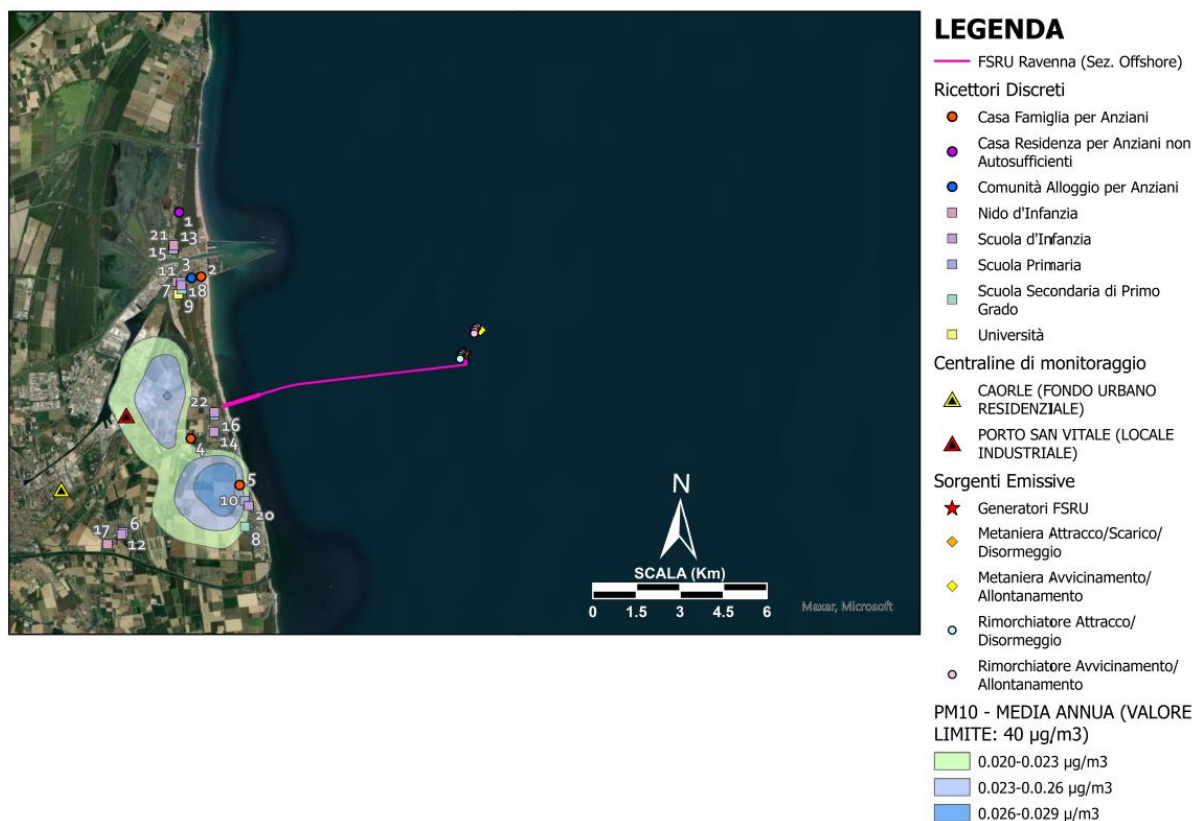 1
21
13
15
3
2
11
7
18
9
22
16
4
14
5
10
20
6
17
8
12
N
SCALA (Km)
0 1.5 3 4.5 6
Maxar, Microsoft
LEGENDA
FSRU Ravenna (Sez. Offshore)
Ricettori Discreti
Casa Famiglia per Anziani
Casa Residenza per Anziani non
Autosufficienti
Comunità Alloggio per Anziani
Nido d'Infanzia
Scuola d'Infanzia
Scuola Primaria
Scuola Secondaria di Primo
Grado
Università
Centraline di monitoraggio
CAORLE (FONDO URBANO
RESIDENZIALE)
PORTO SAN VITALE (LOCALE
INDUSTRIALE)
Sorgenti Emissive
Generatori FSRU
Metaniera Attracco/Scarico/
Disormeggio
Metaniera Avvicinamento/
Allontanamento
Rimorchiatore Attracco/
Disormeggio
Rimorchiatore Avvicinamento/
Allontanamento
PM10 - MEDIA ANNUA (VALORE
LIMITE: 40 µg/m3)
0.020-0.023 µg/m3
0.023-0.0.26 µg/m3
0.026-0.029 µ/m3